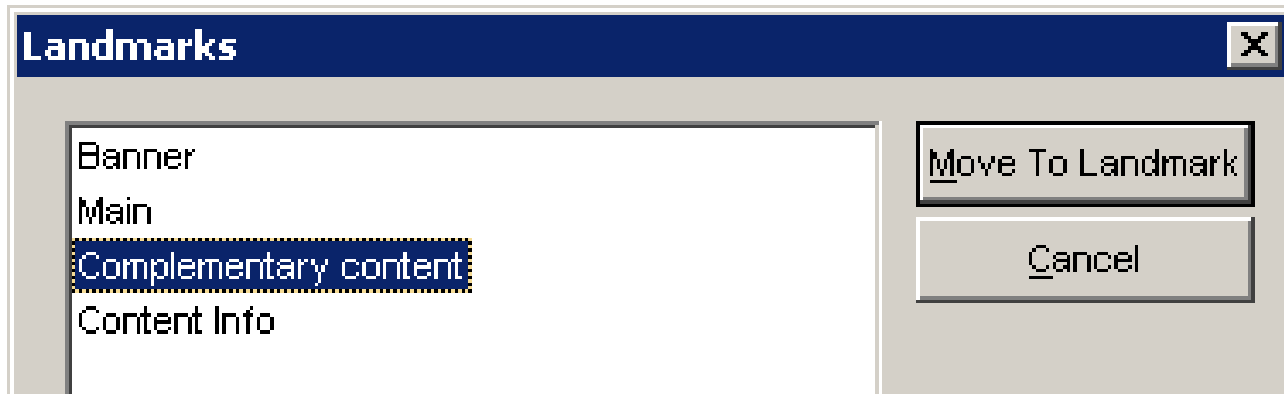 Landmarks
Banner
Main
Complementary content
Content Info
Move To Landmark
Cancel